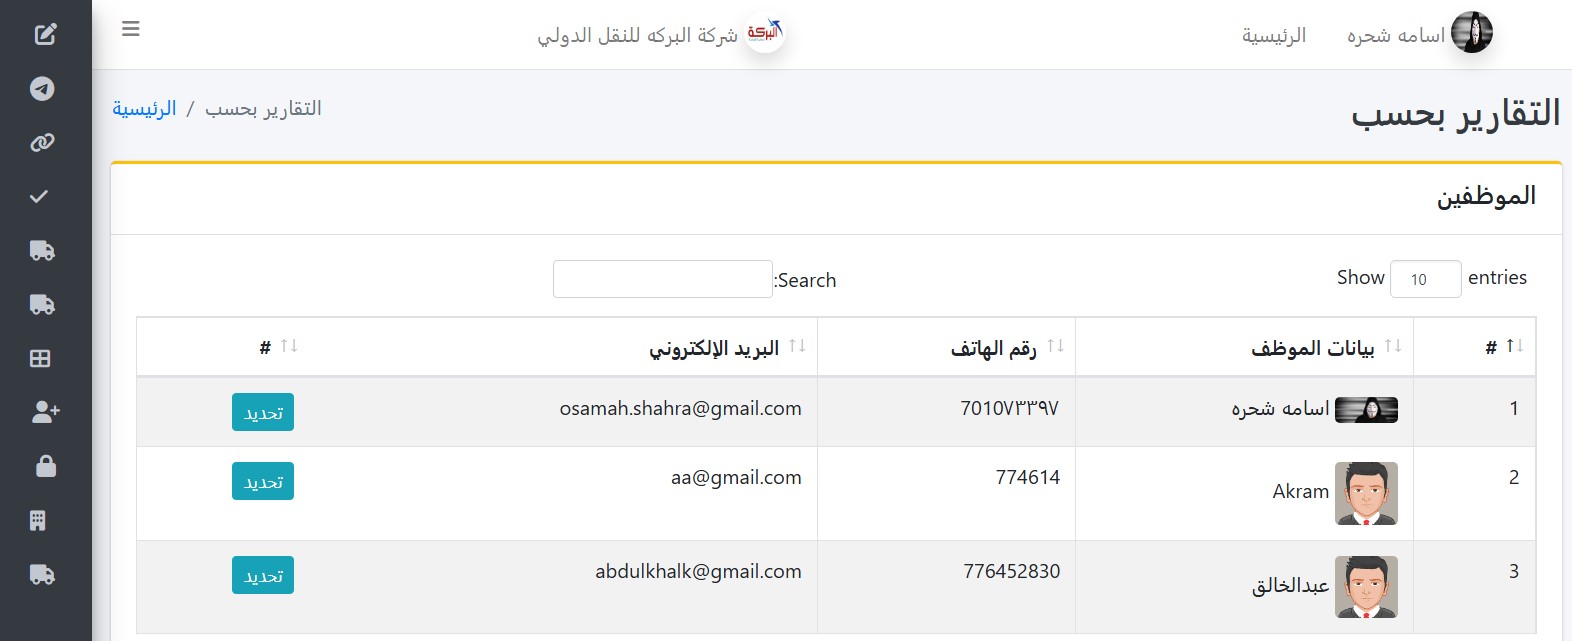 اسامه شحره
الرئيسية
البركة
شركة البركه للنقل الدولي
التقارير بحسب
الرئيسية / التقارير بحسب
الموظفين
Show 10 entries
Search:
# بيانات الموظف رقم الهاتف البريد الإلكتروني #
1 اسامه شحره 7010٧٣٣٩٧ osamah.shahra@gmail.com تحديد
2 Akram 774614 aa@gmail.com تحديد
3 عبدالخالق 776452830 abdulkhalk@gmail.com تحديد